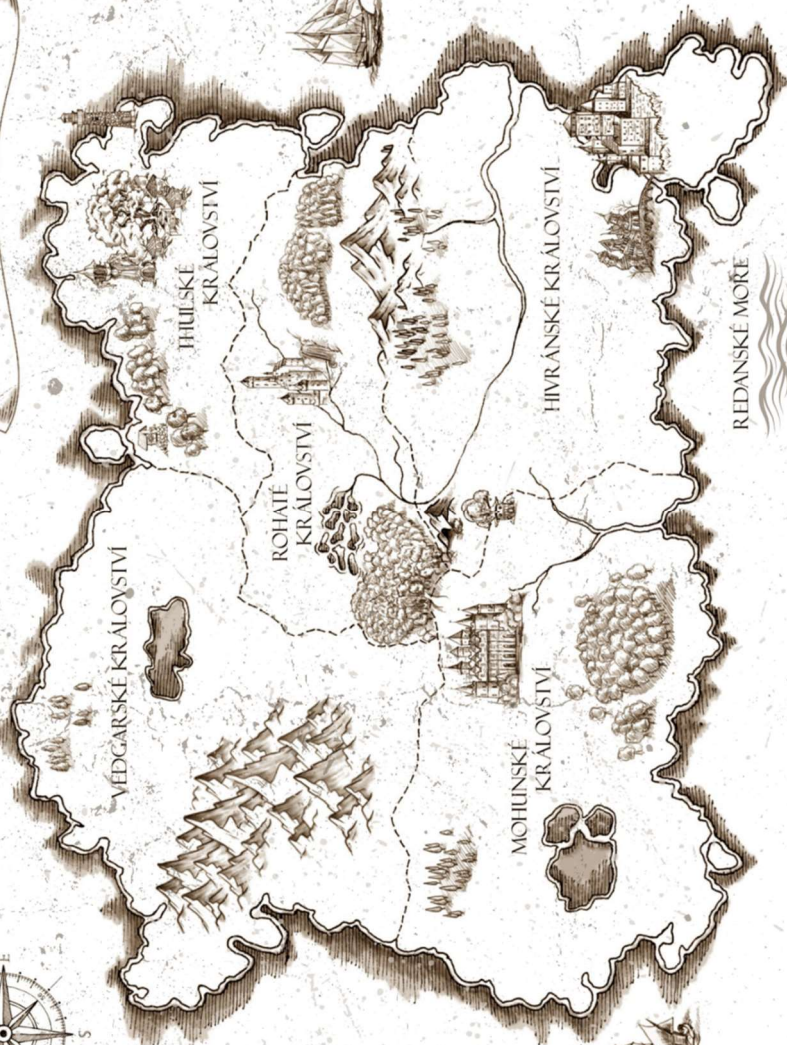 E
S
VEDGARSKÉ KRÁLOVSTVÍ
THULSKÉ
KRÁLOVSTVÍ
ROHATÉ
KRÁLOVSTVÍ
MOHUNSKÉ
KRÁLOVSTVÍ
HIVRÁNSKÉ KRÁLOVSTVÍ
REDANSKÉ MOŘE